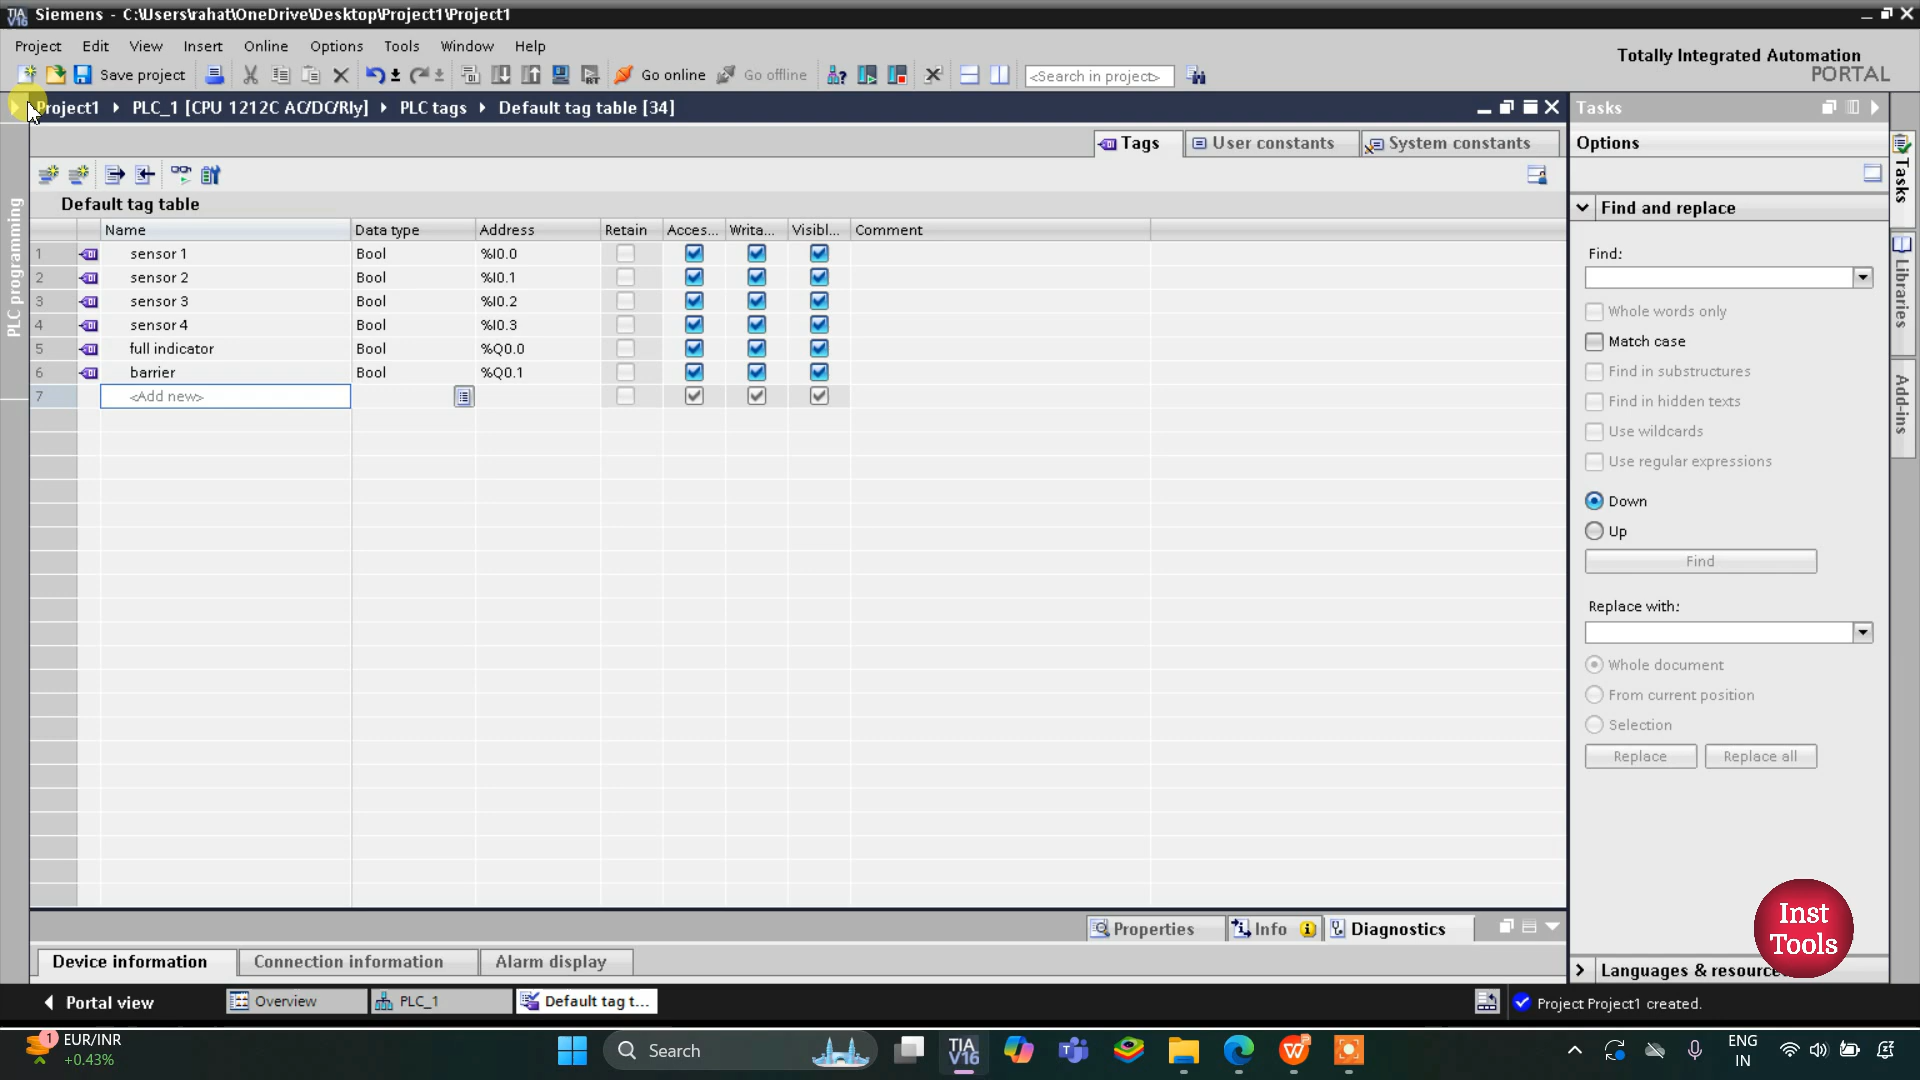 Siemens - C:\Users\rahat\OneDrive\Desktop\Project1\Project1
Project Edit View Insert Online Options Tools Window Help
Totally Integrated Automation
PORTAL
Save project Go online Go offline <Search in project>
Project1 PLC_1 [CPU 1212C AC/DC/Rly] PLC tags Default tag table [34]
Tasks
Tags User constants System constants
Options
Default tag table
Find and replace
Name Data type Address Retain Acces... Writa... Visibl... Comment
1 sensor 1 Bool %I0.0
2 sensor 2 Bool %I0.1
3 sensor 3 Bool %I0.2
4 sensor 4 Bool %I0.3
5 full indicator Bool %Q0.0
6 barrier Bool %Q0.1
7 <Add new>
PLC programming
Find:
Whole words only
Match case
Find in substructures
Find in hidden texts
Use wildcards
Use regular expressions
Down
Up
Find
Replace with:
Whole document
From current position
Selection
Replace Replace all
Languages & resource
Tasks
Libraries
Add-ins
Inst
Tools
Properties Info Diagnostics
Device information Connection information Alarm display
Portal view Overview PLC_1 Default tag t... Project Project1 created.
1 EUR/INR
+0.43%
Search
TIA
V16
ENG
IN